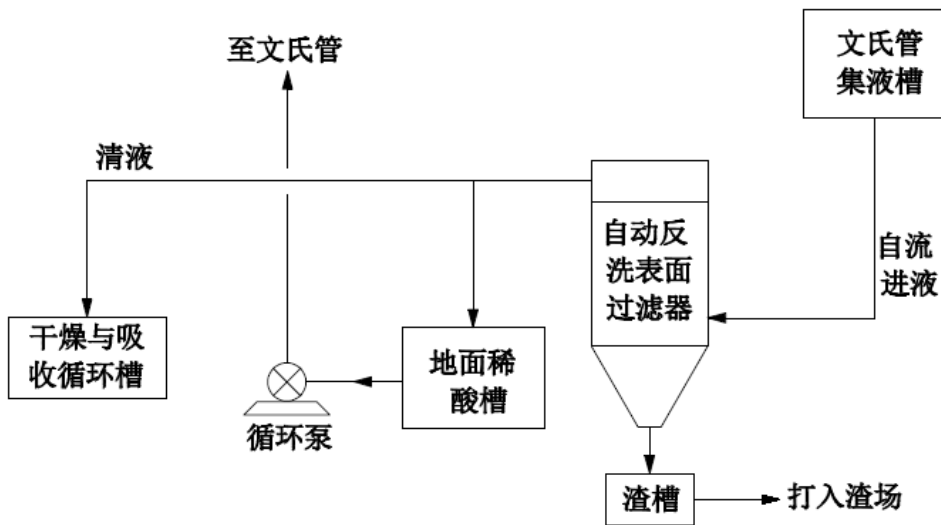 至文氏管
文氏管
集液槽
清液
自动反
洗表面
过滤器
自流
进液
干燥与吸
收循环槽
地面稀
酸槽
循环泵
渣槽
打入渣场